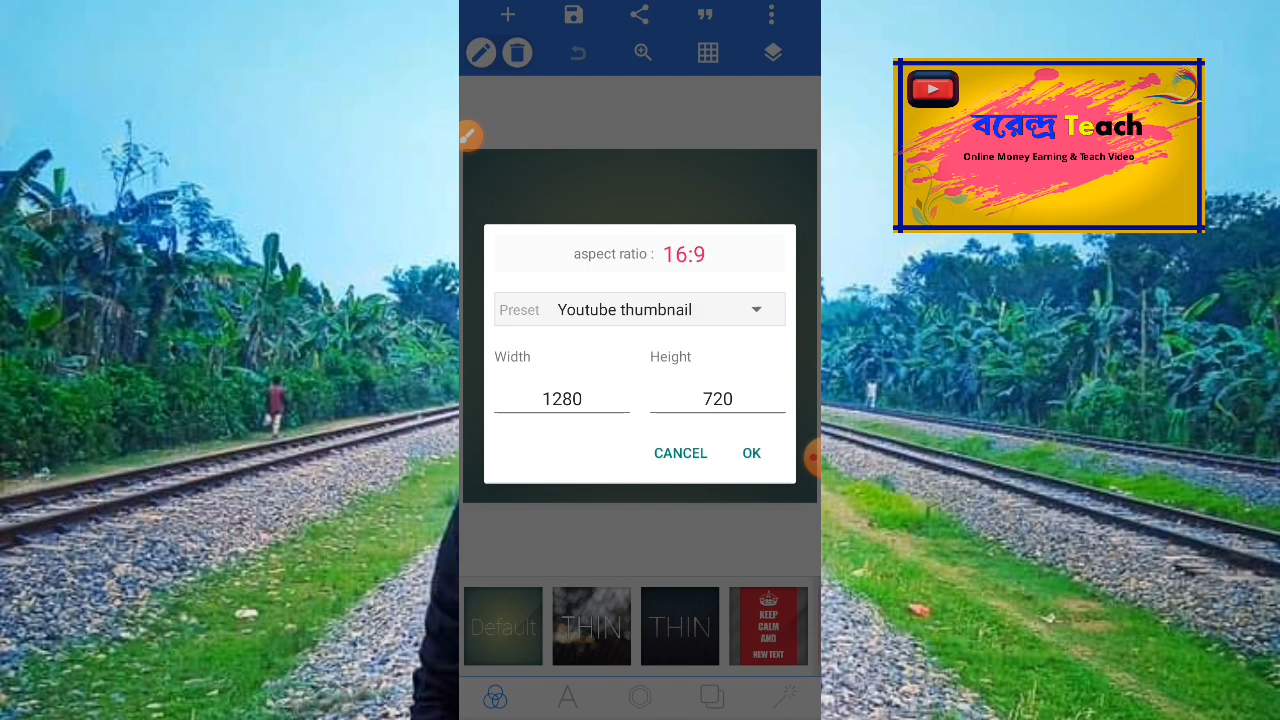 aspect ratio : 16:9
Preset Youtube thumbnail
Width Height
1280 720
CANCEL OK
Default
THIN
THIN
KEEP
CALM
AND
NEW TEXT
A
বরেন্দ্র Teach
Online Money Earning & Teach Video